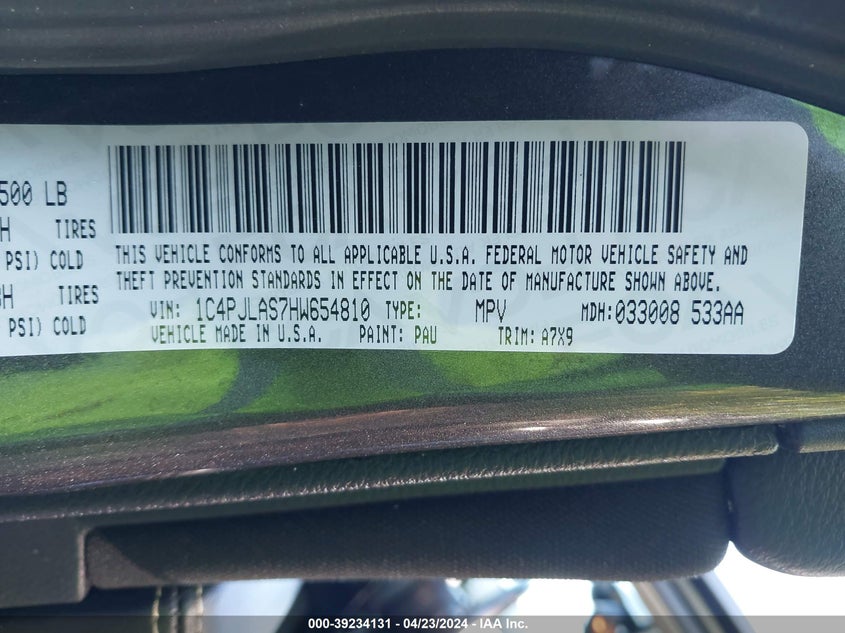 500 LB
H TIRES
PSI) COLD
H TIRES
PSI) COLD
THIS VEHICLE CONFORMS TO ALL APPLICABLE U.S.A. FEDERAL MOTOR VEHICLE SAFETY AND
THEFT PREVENTION STANDARDS IN EFFECT ON THE DATE OF MANUFACTURE SHOWN ABOVE.
VIN: 1C4PJLAS7HW654810 TYPE: MPV MDH:033008 533AA
VEHICLE MADE IN U.S.A. PAINT: PAU TRIM: A7X9
000-39234131 - 04/23/2024 - IAA Inc.